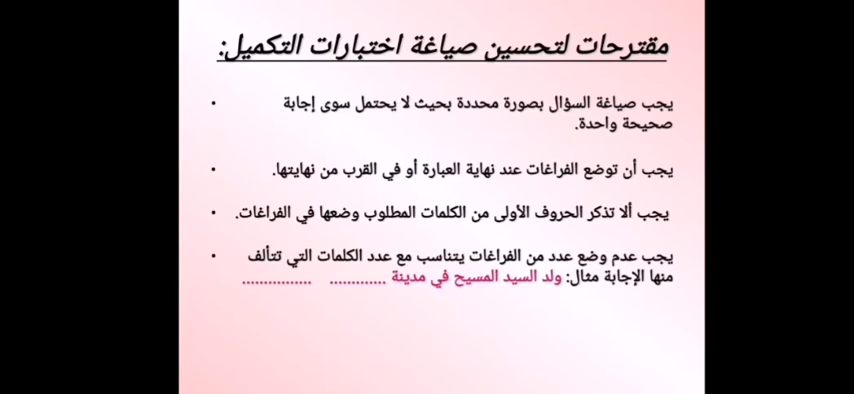 مقترحات لتحسين صياغة اختبارات التكميل:
• يجب صياغة السؤال بصورة محددة بحيث لا يحتمل سوى إجابة
صحيحة واحدة.
• يجب أن توضع الفراغات عند نهاية العبارة أو في القرب من نهايتها.
• يجب ألا تذكر الحروف الأولى من الكلمات المطلوب وضعها في الفراغات.
• يجب عدم وضع عدد من الفراغات يتناسب مع عدد الكلمات التي تتألف
منها الإجابة مثال: ولد السيد المسيح في مدينة ............. ................